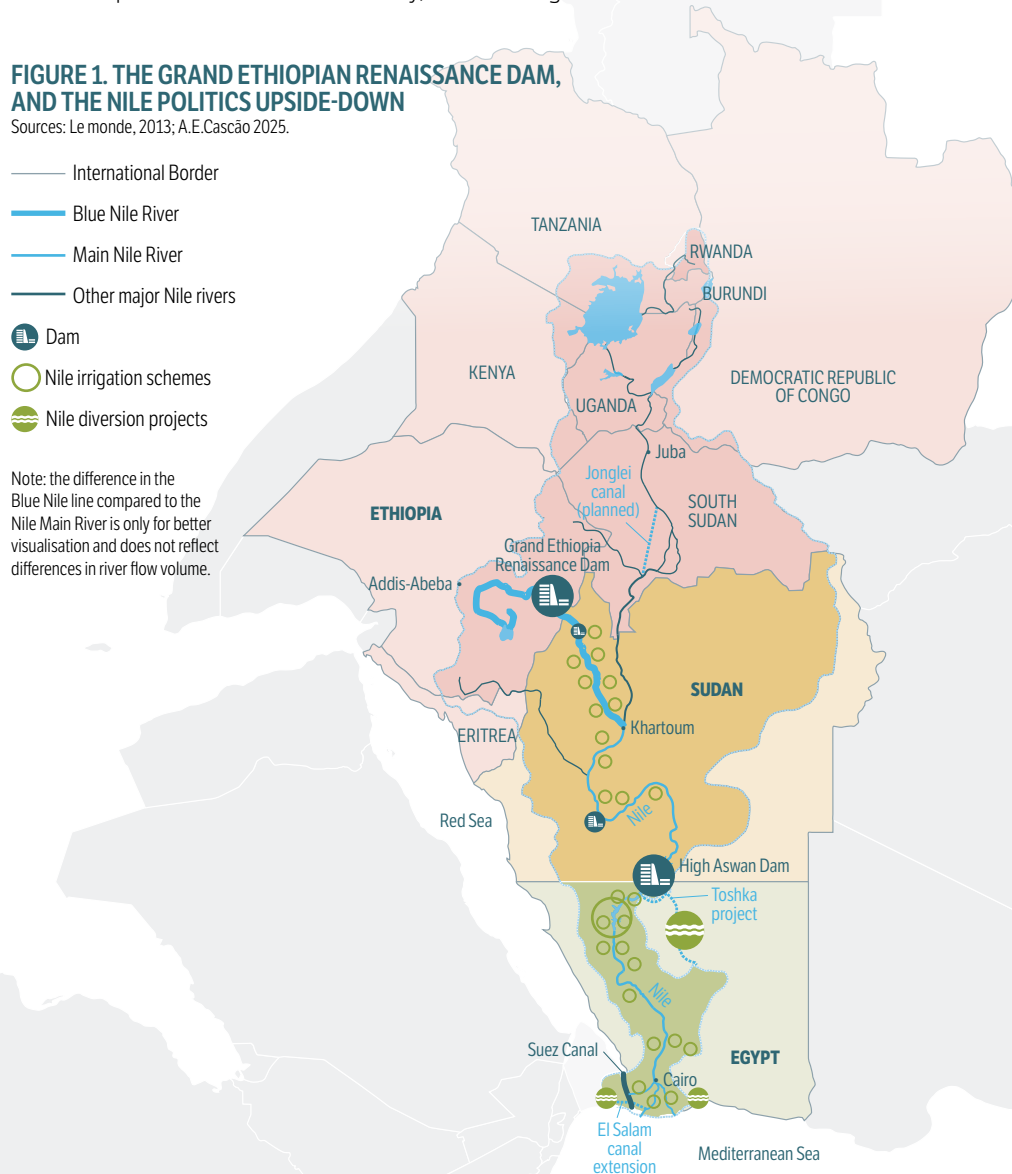 FIGURE 1. THE GRAND ETHIOPIAN RENAISSANCE DAM,
AND THE NILE POLITICS UPSIDE-DOWN
Sources: Le monde, 2013; A.E.Cascão 2025.
International Border
Blue Nile River
Main Nile River
Other major Nile rivers
Dam
Nile irrigation schemes
Nile diversion projects
Note: the difference in the
Blue Nile line compared to the
Nile Main River is only for better
visualisation and does not reflect
differences in river flow volume.
TANZANIA
RWANDA
BURUNDI
KENYA
DEMOCRATIC REPUBLIC
OF CONGO
UGANDA
Juba
Jonglei
canal
(planned)
SOUTH
SUDAN
ETHIOPIA
Grand Ethiopia
Renaissance Dam
Addis-Abeba
SUDAN
Khartoum
ERITREA
Red Sea
Nile
High Aswan Dam
Toshka
project
Nile
Suez Canal
EGYPT
Cairo
El Salam
canal
extension
Mediterranean Sea